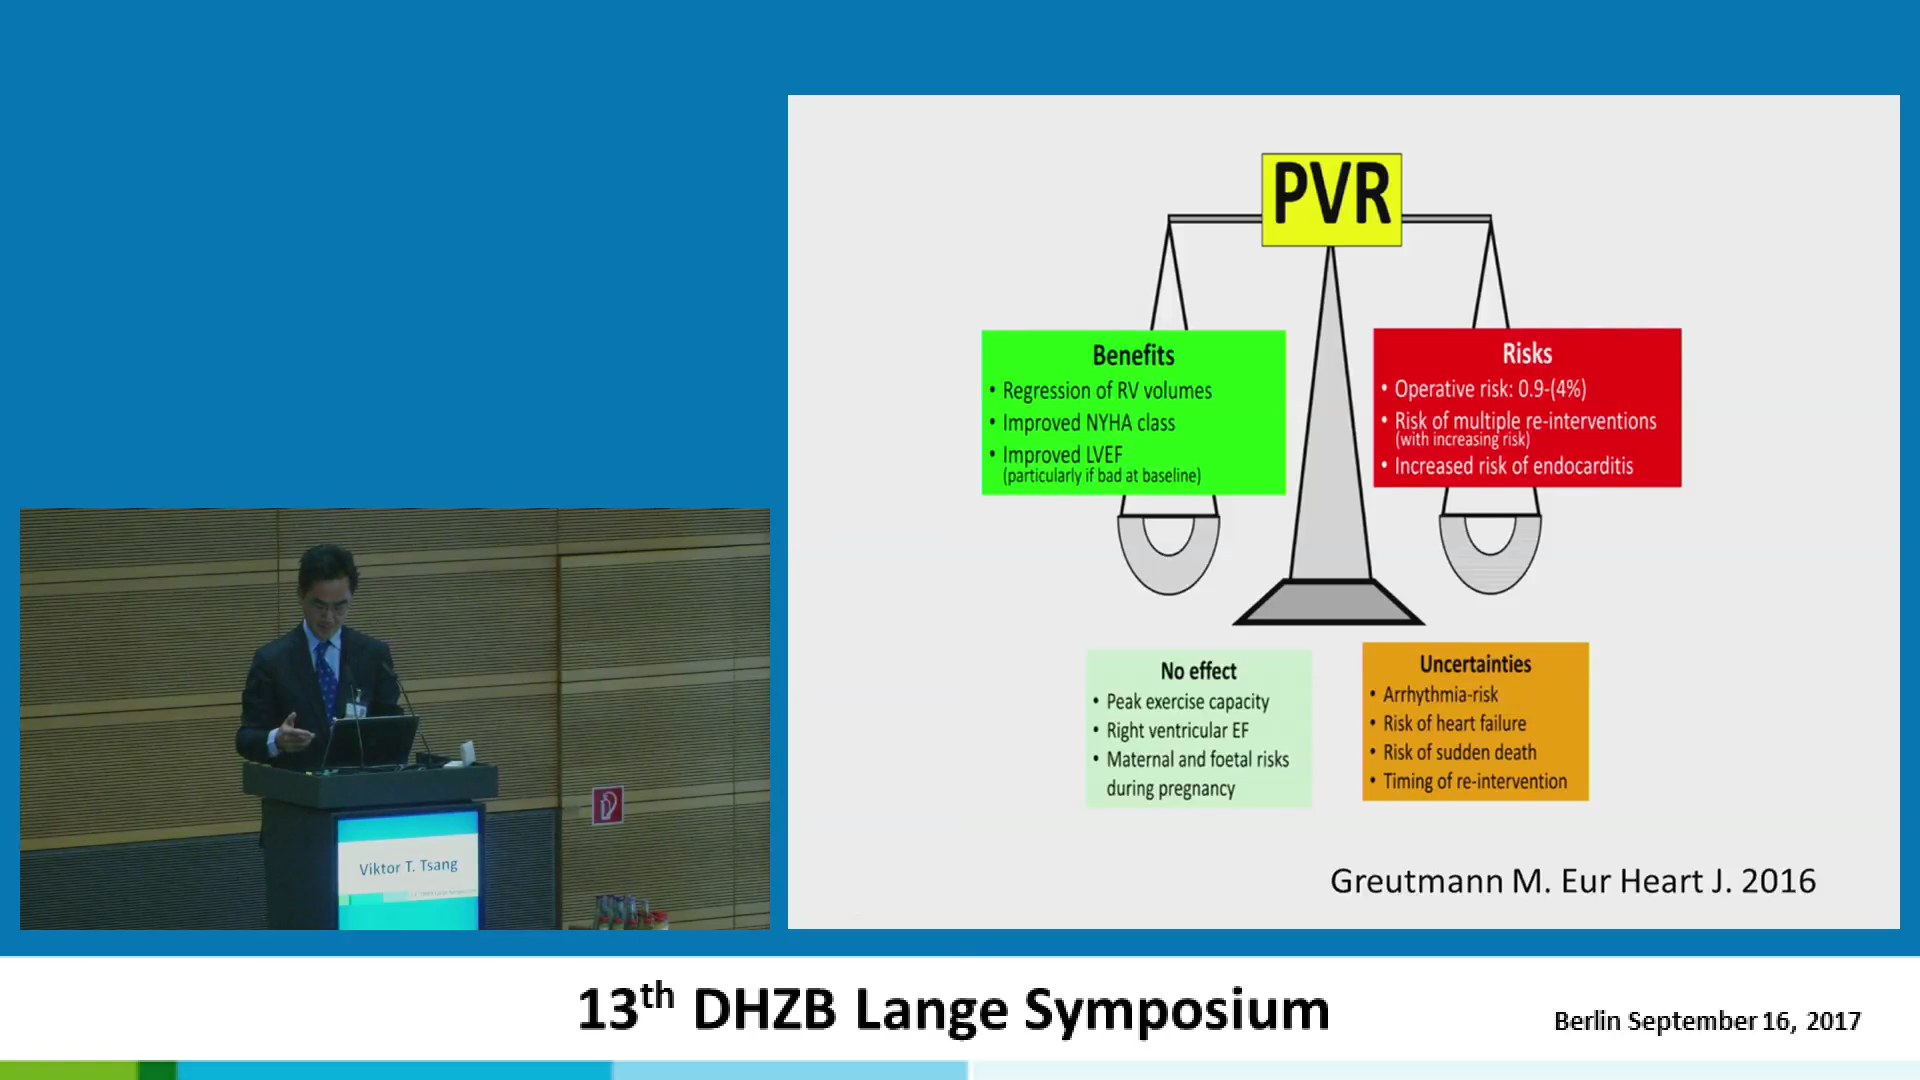 PVR
Benefits
• Regression of RV volumes
• Improved NYHA class
• Improved LVEF
(particularly if bad at baseline)
Risks
• Operative risk: 0.9-(4%)
• Risk of multiple re-interventions
(with increasing risk)
• Increased risk of endocarditis
No effect
• Peak exercise capacity
• Right ventricular EF
• Maternal and foetal risks
during pregnancy
Uncertainties
• Arrhythmia-risk
• Risk of heart failure
• Risk of sudden death
• Timing of re-intervention
Greutmann M. Eur Heart J. 2016
Viktor T. Tsang
13th DHZB Lange Symposium
Berlin September 16, 2017